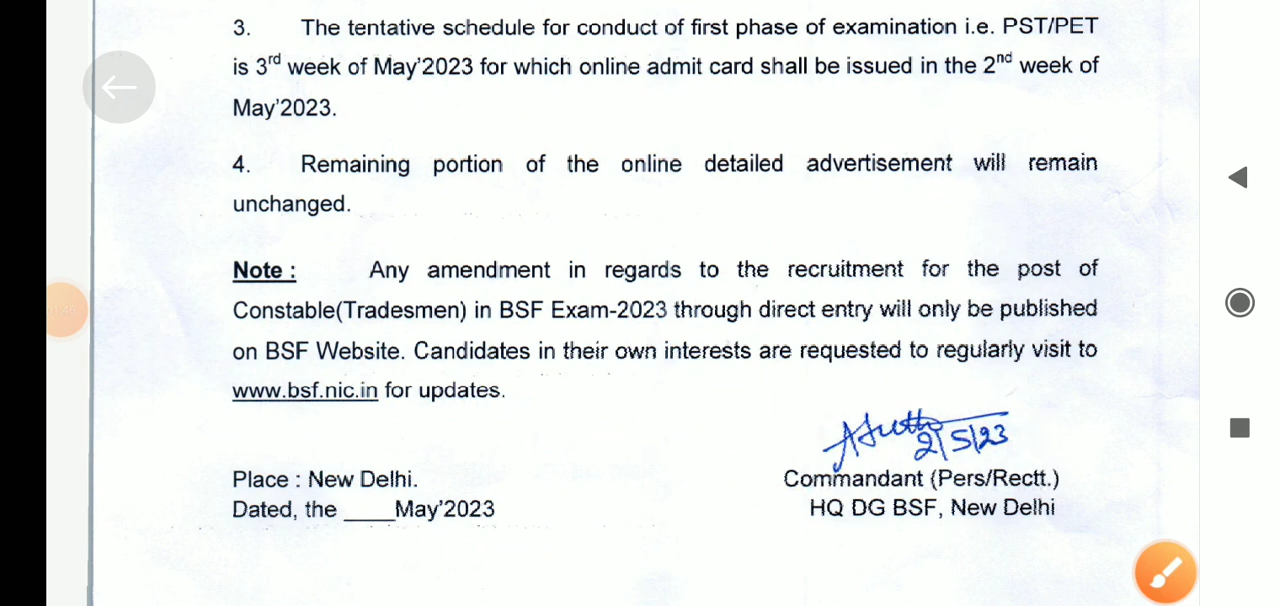 3. The tentative schedule for conduct of first phase of examination i.e. PST/PET
is 3rd week of May'2023 for which online admit card shall be issued in the 2nd week of
May'2023.
4. Remaining portion of the online detailed advertisement will remain
unchanged.
Note : Any amendment in regards to the recruitment for the post of
Constable(Tradesmen) in BSF Exam-2023 through direct entry will only be published
on BSF Website. Candidates in their own interests are requested to regularly visit to
www.bsf.nic.in for updates.
2/5/23
Place : New Delhi.
Commandant (Pers/Rectt.)
Dated, the ____May'2023
HQ DG BSF, New Delhi